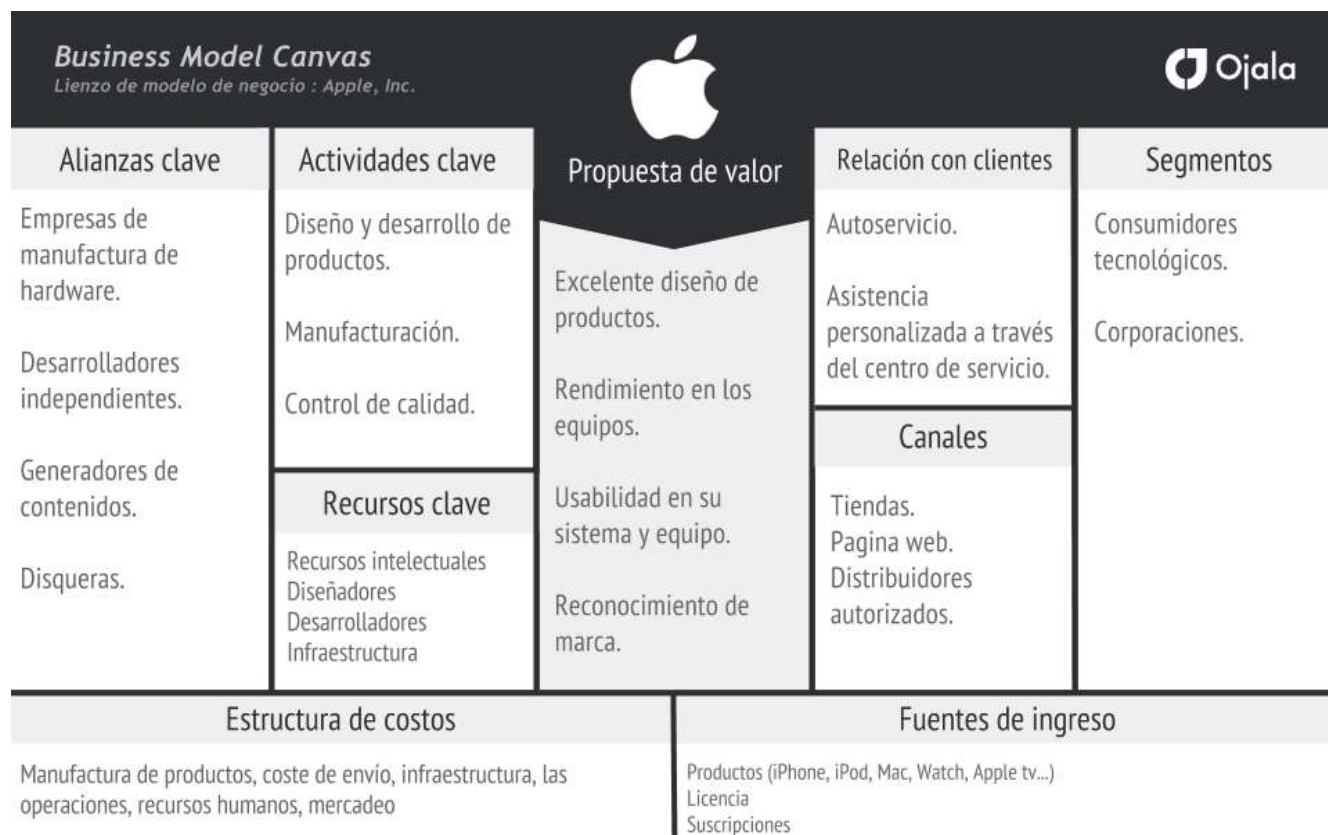 Business Model Canvas
Lienzo de modelo de negocio : Apple, Inc.
Ojala
Alianzas clave
Empresas de
manufactura de
hardware.
Desarrolladores
independientes.
Generadores de
contenidos.
Disqueras.
Actividades clave
Diseño y desarrollo de
productos.
Manufacturación.
Control de calidad.
Recursos clave
Recursos intelectuales
Diseñadores
Desarrolladores
Infraestructura
Propuesta de valor
Excelente diseño de
productos.
Rendimiento en los
equipos.
Usabilidad en su
sistema y equipo.
Reconocimiento de
marca.
Relación con clientes
Autoservicio.
Asistencia
personalizada a través
del centro de servicio.
Canales
Tiendas.
Pagina web.
Distribuidores
autorizados.
Segmentos
Consumidores
tecnológicos.
Corporaciones.
Estructura de costos
Manufactura de productos, coste de envío, infraestructura, las
operaciones, recursos humanos, mercadeo
Fuentes de ingreso
Productos (iPhone, iPod, Mac, Watch, Apple tv...)
Licencia
Suscripciones